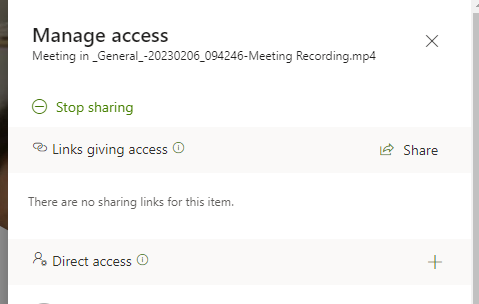 Manage access
Meeting in _General_-20230206_094246-Meeting Recording.mp4
Stop sharing
Links giving access
Share
There are no sharing links for this item.
Direct access